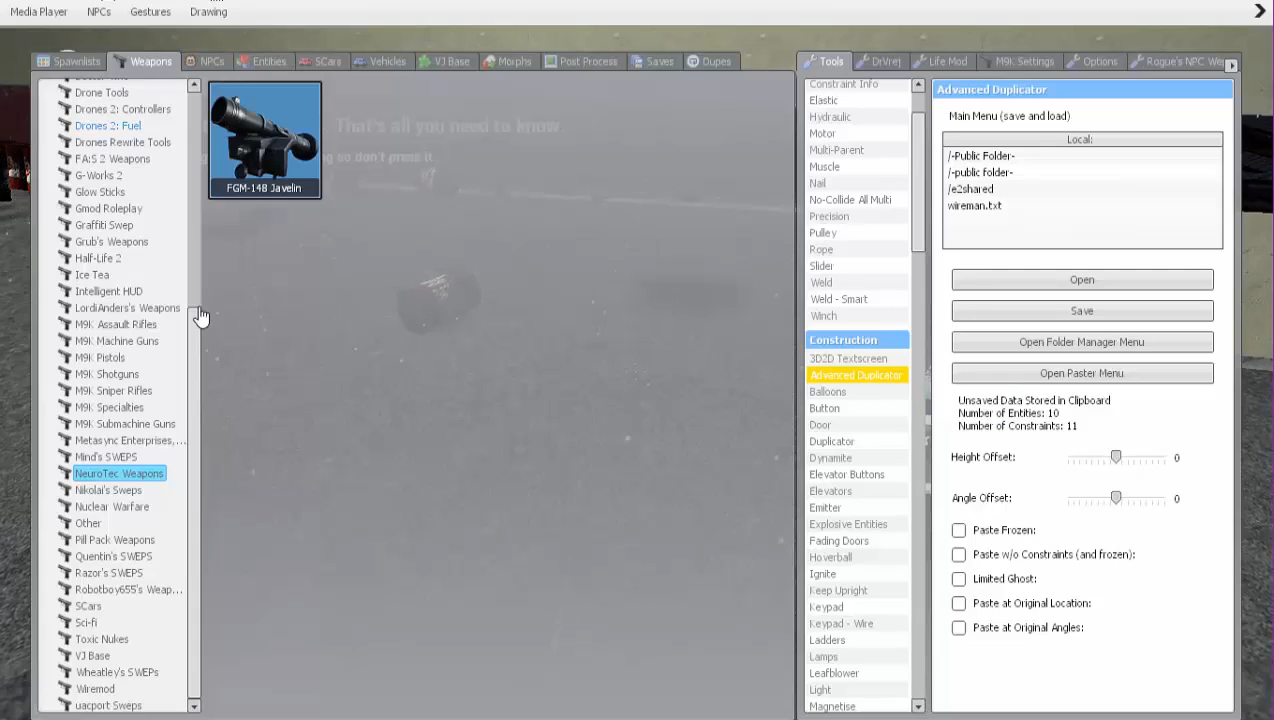 Media Player NPCs Gestures Drawing
Spawnlists Weapons NPCs Entities SCars Vehicles VJ Base Morphs Post Process Saves Dupes
Tools DrVrej Life Mod M9K Settings Options Rogue's NPC Wea
Drone Tools
Drones 2: Controllers
Drones 2: Fuel
Drones Rewrite Tools
FA:S 2 Weapons
G-Works 2
Glow Sticks
Gmod Roleplay
Graffiti Swep
Grub's Weapons
Half-Life 2
Ice Tea
Intelligent HUD
LordiAnders's Weapons
M9K Assault Rifles
M9K Machine Guns
M9K Pistols
M9K Shotguns
M9K Sniper Rifles
M9K Specialties
M9K Submachine Guns
Metasync Enterprises,...
Mind's SWEPS
NeuroTec Weapons
Nikolai's Sweps
Nuclear Warfare
Other
Pill Pack Weapons
Quentin's SWEPS
Razor's SWEPS
Robotboy655's Weap...
SCars
Sci-fi
Toxic Nukes
VJ Base
Wheatley's SWEPs
Wiremod
uacport Sweps
FGM-148 Javelin
That's all you need to know.
so don't press it.
Constraint Info
Elastic
Hydraulic
Motor
Multi-Parent
Muscle
Nail
No-Collide All Multi
Precision
Pulley
Rope
Slider
Weld
Weld - Smart
Winch
Construction
3D2D Textscreen
Advanced Duplicator
Balloons
Button
Door
Duplicator
Dynamite
Elevator Buttons
Elevators
Emitter
Explosive Entities
Fading Doors
Hoverball
Ignite
Keep Upright
Keypad
Keypad - Wire
Ladders
Lamps
Leafblower
Light
Magnetise
Advanced Duplicator
Main Menu (save and load)
Local:
/-Public Folder-
/-public folder-
/e2shared
wireman.txt
Open
Save
Open Folder Manager Menu
Open Paster Menu
Unsaved Data Stored in Clipboard
Number of Entities: 10
Number of Constraints: 11
Height Offset: 0
Angle Offset: 0
Paste Frozen:
Paste w/o Constraints (and frozen):
Limited Ghost:
Paste at Original Location:
Paste at Original Angles: